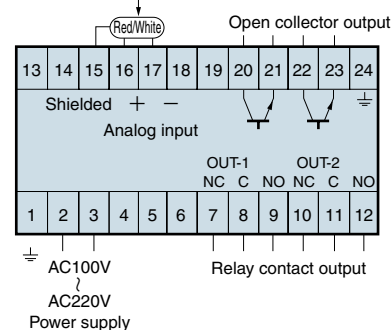 Red/White
Open collector output
13 14 15 16 17 18 19 20 21 22 23 24
Shielded + −
Analog input
OUT-1 OUT-2
NC C NO NC C NO
1 2 3 4 5 6 7 8 9 10 11 12
AC100V
~
AC220V
Power supply
Relay contact output